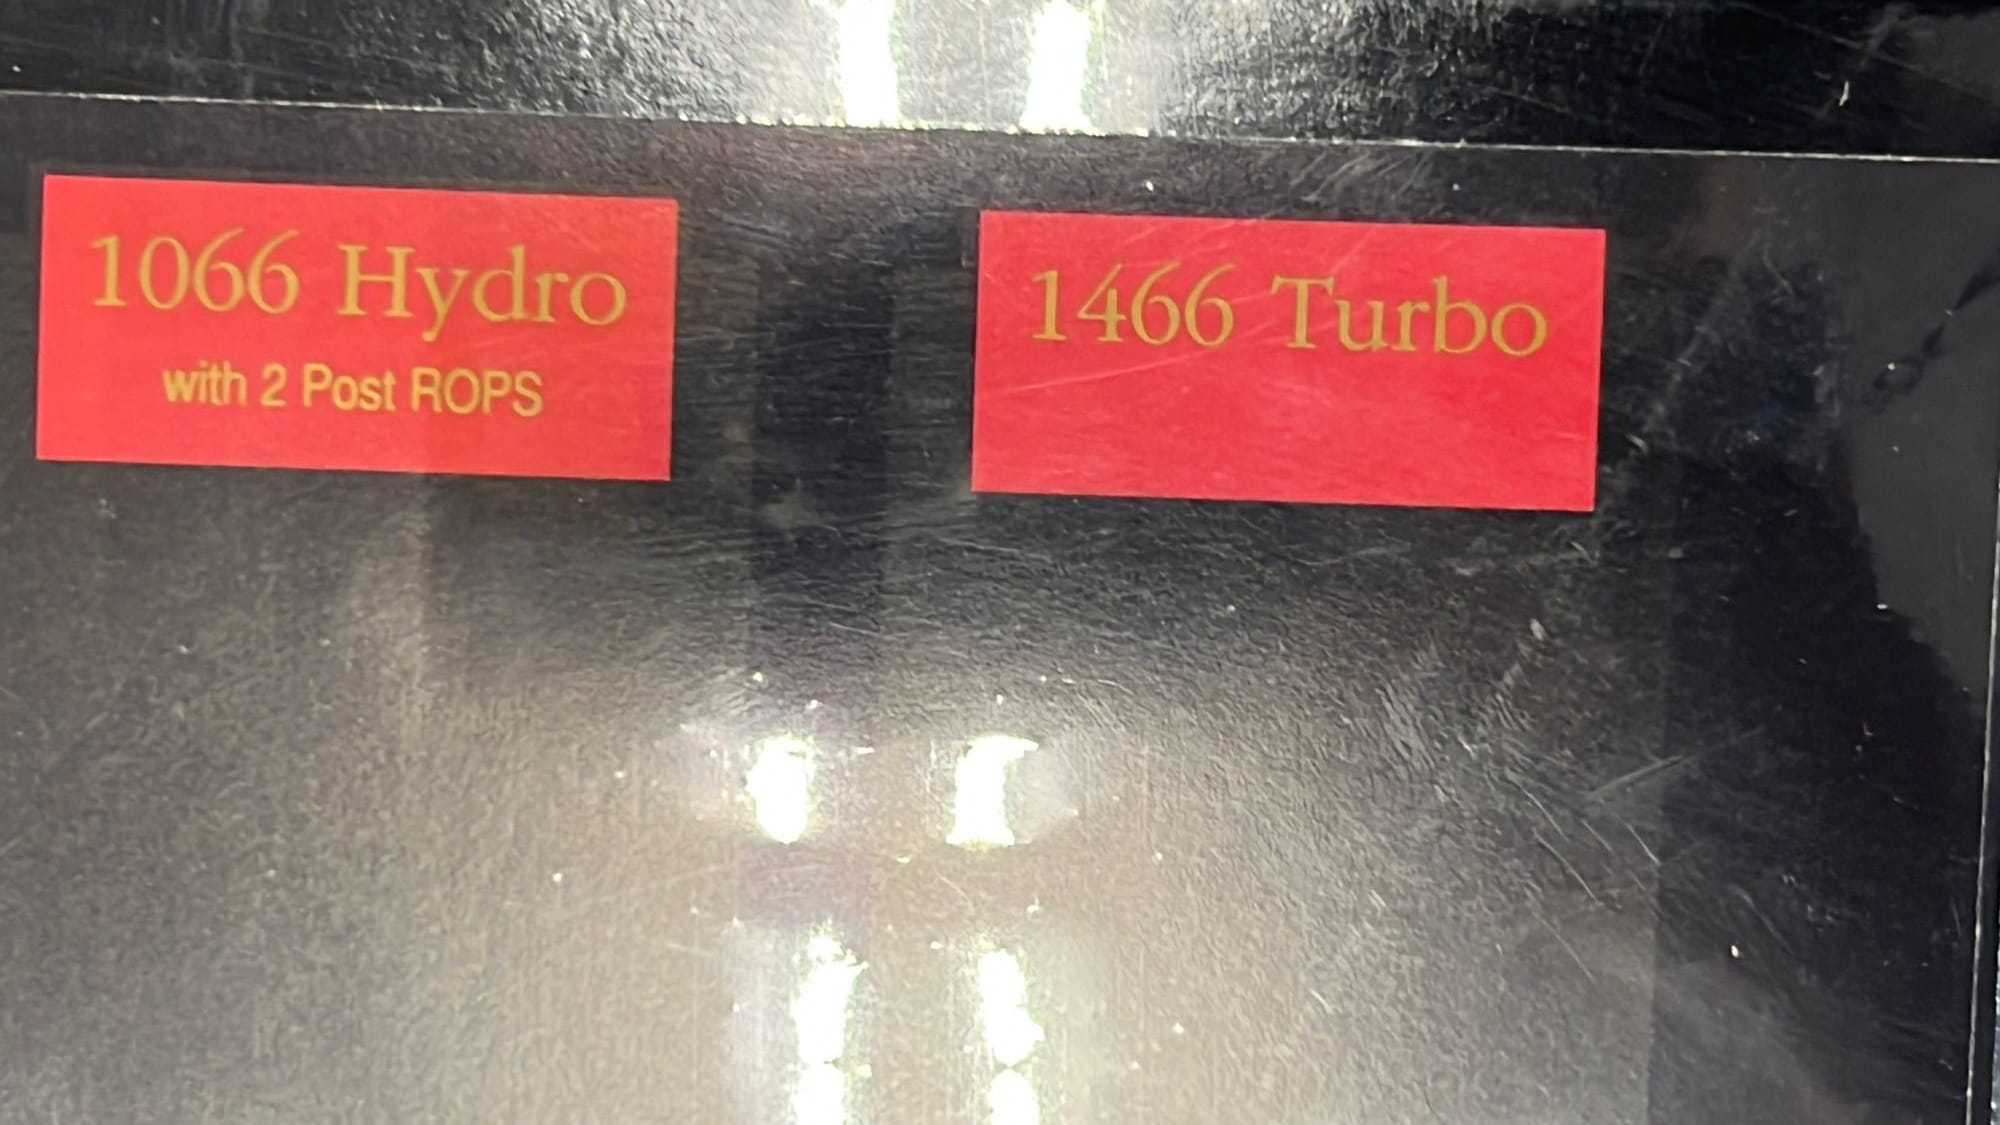 1066 Hydro
with 2 Post ROPS
1466 Turbo